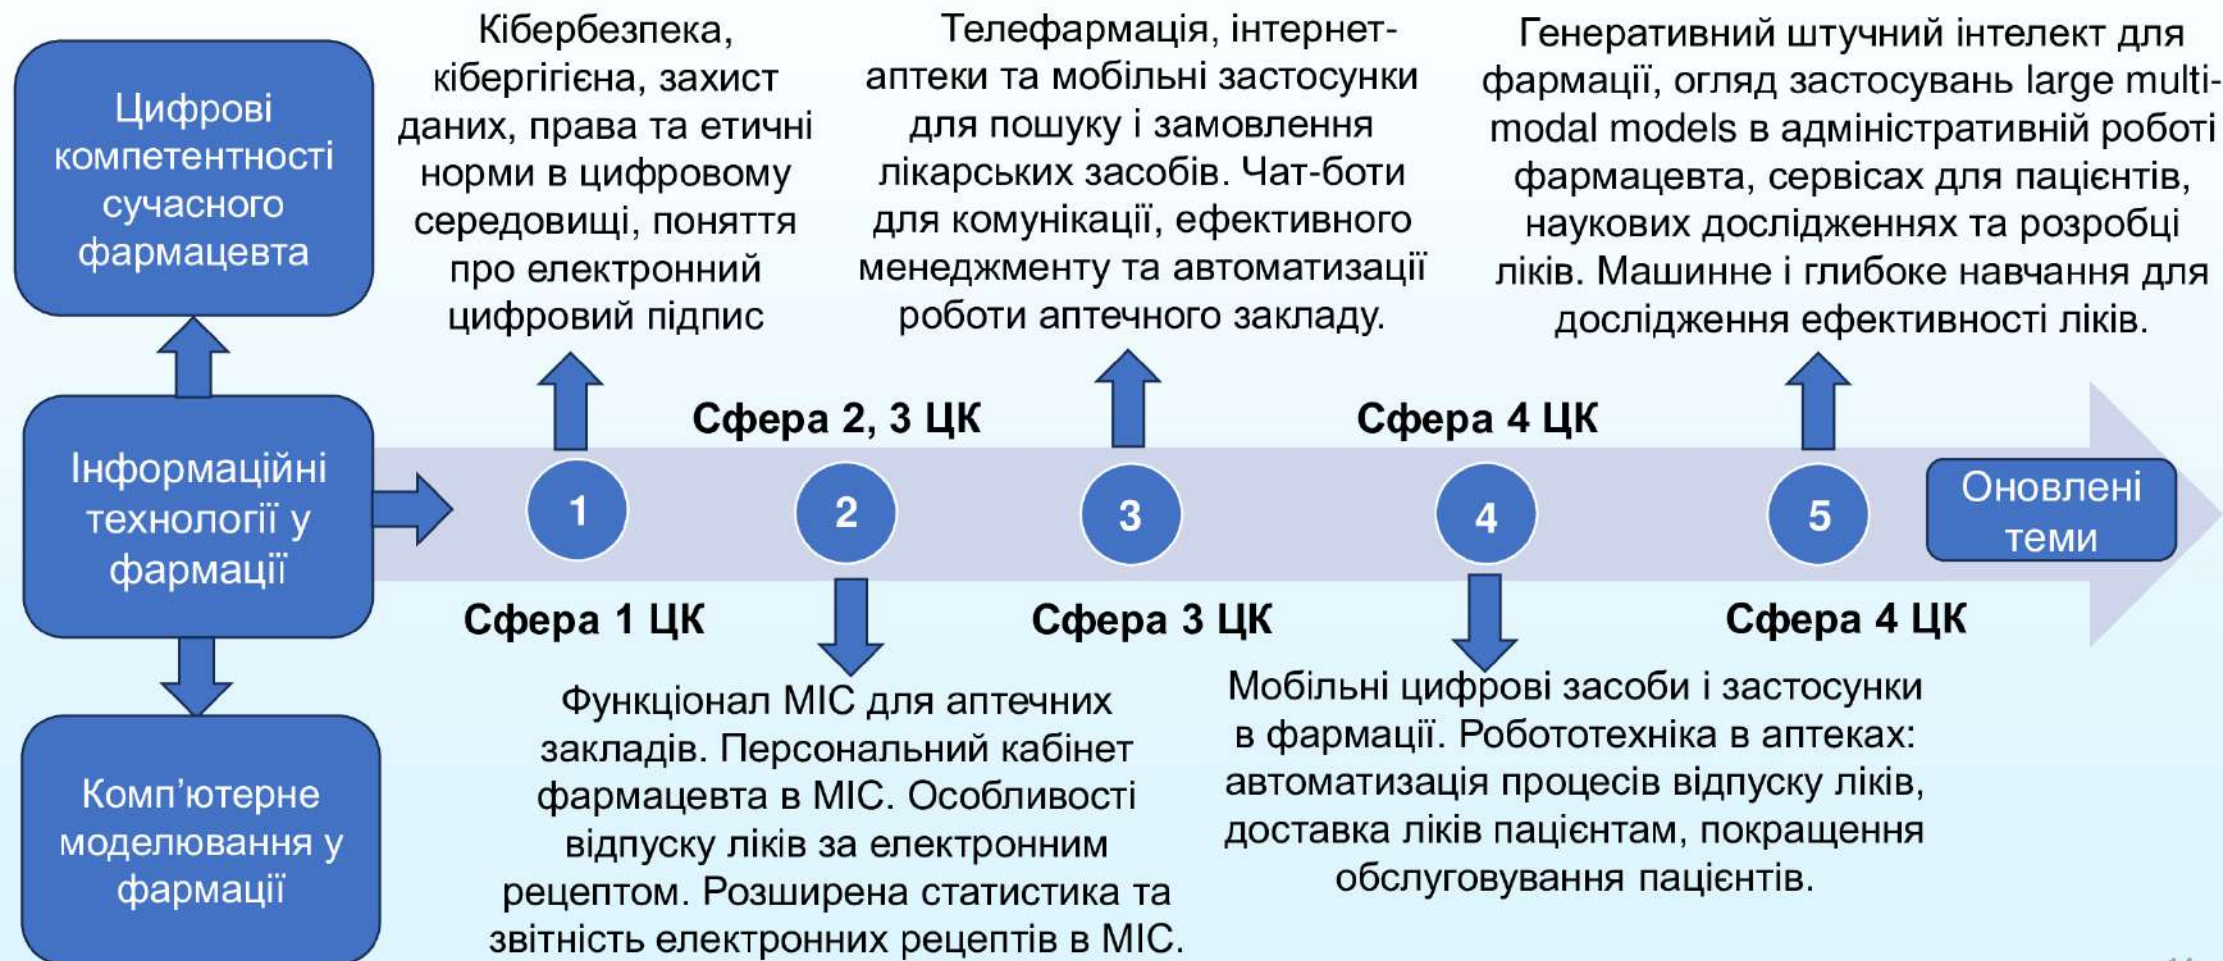 Цифрові
компетентності
сучасного
фармацевта
Інформаційні
технології у
фармації
Комп’ютерне
моделювання у
фармації
Кібербезпека,
кібергігієна, захист
даних, права та етичні
норми в цифровому
середовищі, поняття
про електронний
цифровий підпис
Телефармація, інтернет-
аптеки та мобільні застосунки
для пошуку і замовлення
лікарських засобів. Чат-боти
для комунікації, ефективного
менеджменту та автоматизації
роботи аптечного закладу.
Генеративний штучний інтелект для
фармації, огляд застосувань large multi-
modal models в адміністративній роботі
фармацевта, сервісах для пацієнтів,
наукових дослідженнях та розробці
ліків. Машинне і глибоке навчання для
дослідження ефективності ліків.
Сфера 2, 3 ЦК
Сфера 4 ЦК
1
2
3
4
5
Оновлені
теми
Сфера 1 ЦК
Сфера 3 ЦК
Сфера 4 ЦК
Функціонал МІС для аптечних
закладів. Персональний кабінет
фармацевта в МІС. Особливості
відпуску ліків за електронним
рецептом. Розширена статистика та
звітність електронних рецептів в МІС.
Мобільні цифрові засоби і застосунки
в фармації. Робототехніка в аптеках:
автоматизація процесів відпуску ліків,
доставка ліків пацієнтам, покращення
обслуговування пацієнтів.